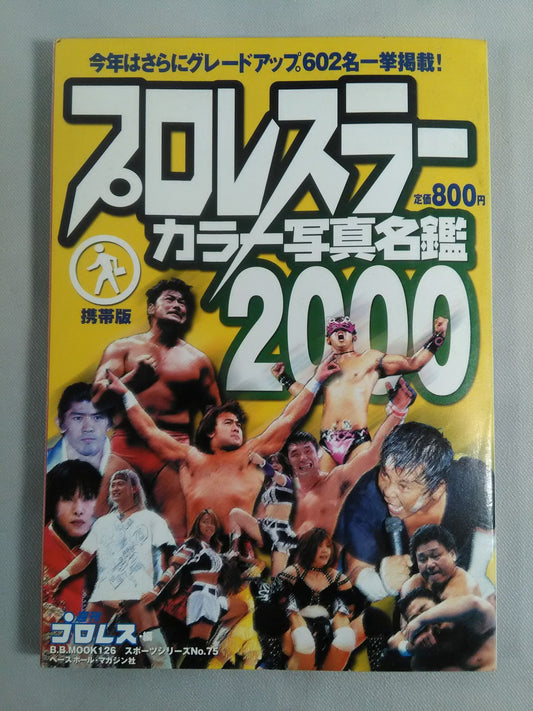 今年はさらにグレードアップ。602名一挙掲載!
プロレスラー
定価800円
カラー写真名鑑
2000
携帯版
週刊
プロレス・編
B.B.MOOK126 スポーツシリーズNo.75
ベースボール・マガジン社